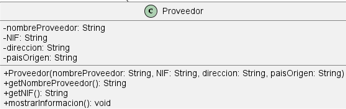 C Proveedor
-nombreProveedor: String
-NIF: String
-direccion: String
-paisOrigen: String
+Proveedor(nombreProveedor: String, NIF: String, direccion: String, paisOrigen: String)
+getNombreProveedor(): String
+getNIF(): String
+mostrarInformacion(): void